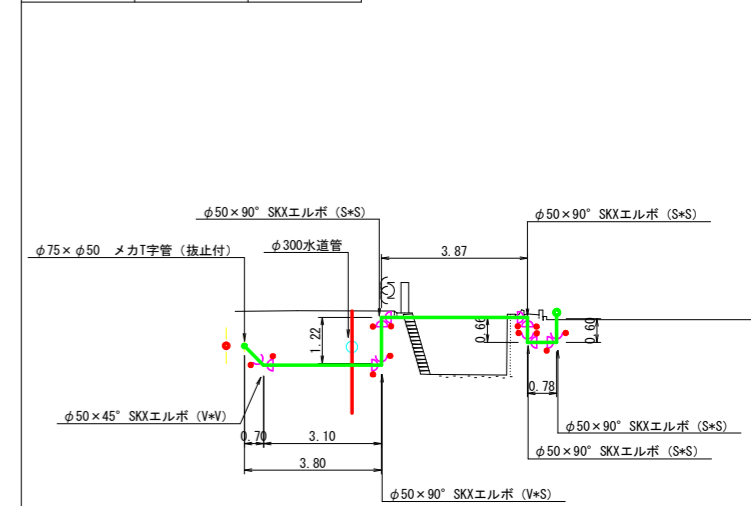 φ50×90° SKXエルボ (S*S)
φ50×90° SKXエルボ (S*S)
φ75×φ50 メカT字管 (抜止付)
φ300水道管
3.87
1.22
0.66
0.60
0.78
φ50×45° SKXエルボ (V*V)
φ50×90° SKXエルボ (S*S)
0.70
3.10
φ50×90° SKXエルボ (S*S)
3.80
φ50×90° SKXエルボ (V*S)